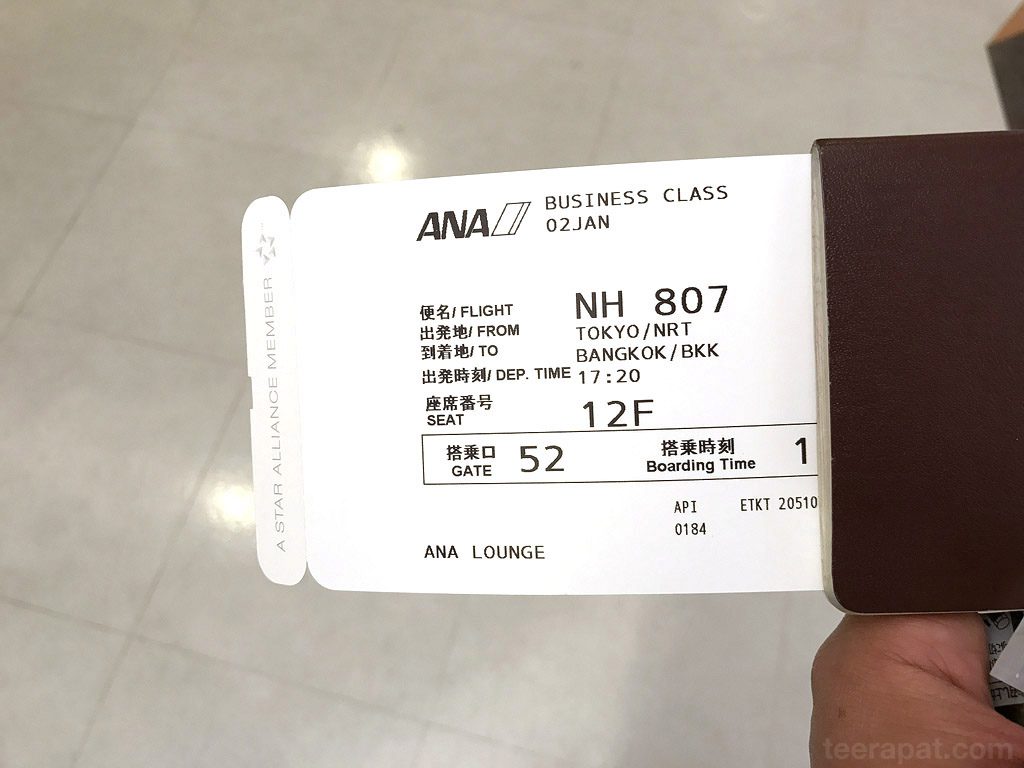 A STAR ALLIANCE MEMBER
ANA BUSINESS CLASS
02JAN
便名/ FLIGHT NH 807
出発地/ FROM TOKYO/NRT
到着地/ TO BANGKOK/BKK
出発時刻/ DEP. TIME 17:20
座席番号
SEAT 12F
搭乗口
GATE 52
搭乗時刻
Boarding Time 1
API ETKT 20510
0184
ANA LOUNGE
teerapat.com